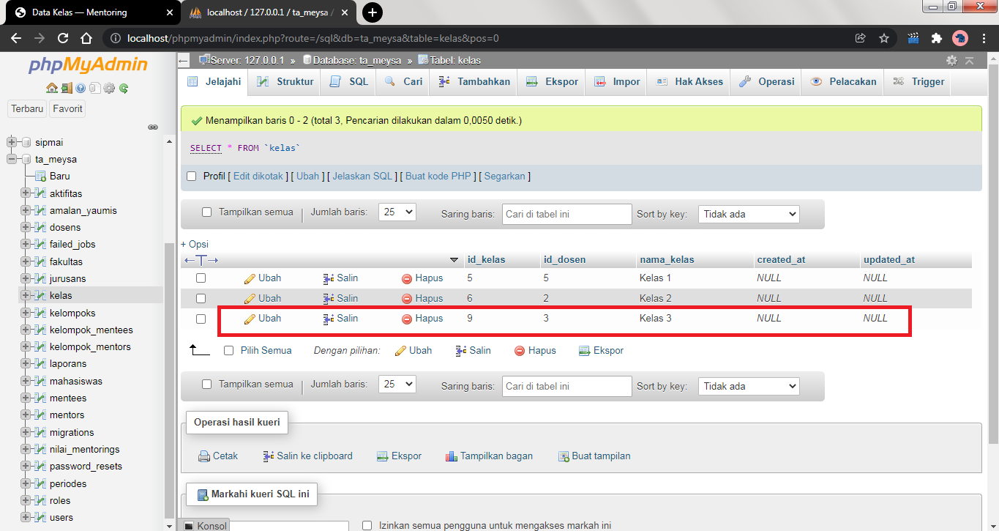 Data Kelas — Mentoring
localhost / 127.0.0.1 / ta_meysa /
localhost/phpmyadmin/index.php?route=/sql&db=ta_meysa&table=kelas&pos=0
phpMyAdmin
Terbaru Favorit
sipmai
ta_meysa
Baru
aktifitas
amalan_yaumis
dosens
failed_jobs
fakultas
jurusans
kelas
kelompoks
kelompok_mentees
kelompok_mentors
laporans
mahasiswas
mentees
mentors
migrations
nilai_mentorings
password_resets
periodes
roles
users
Server: 127.0.0.1 » Database: ta_meysa » Tabel: kelas
Jelajahi Struktur SQL Cari Tambahkan Ekspor Impor Hak Akses Operasi Pelacakan Trigger
Menampilkan baris 0 - 2 (total 3, Pencarian dilakukan dalam 0,0050 detik.)
SELECT * FROM `kelas`
Profil [ Edit dikotak ] [ Ubah ] [ Jelaskan SQL ] [ Buat kode PHP ] [ Segarkan ]
Tampilkan semua | Jumlah baris: 25 Saring baris: Cari di tabel ini Sort by key: Tidak ada
+ Opsi
id_kelas id_dosen nama_kelas created_at updated_at
Ubah Salin Hapus 5 5 Kelas 1 NULL NULL
Ubah Salin Hapus 6 2 Kelas 2 NULL NULL
Ubah Salin Hapus 9 3 Kelas 3 NULL NULL
Pilih Semua Dengan pilihan: Ubah Salin Hapus Ekspor
Tampilkan semua | Jumlah baris: 25 Saring baris: Cari di tabel ini Sort by key: Tidak ada
Operasi hasil kueri
Cetak Salin ke clipboard Ekspor Tampilkan bagan Buat tampilan
Markahi kueri SQL ini
Konsol Izinkan semua pengguna untuk mengakses markah ini